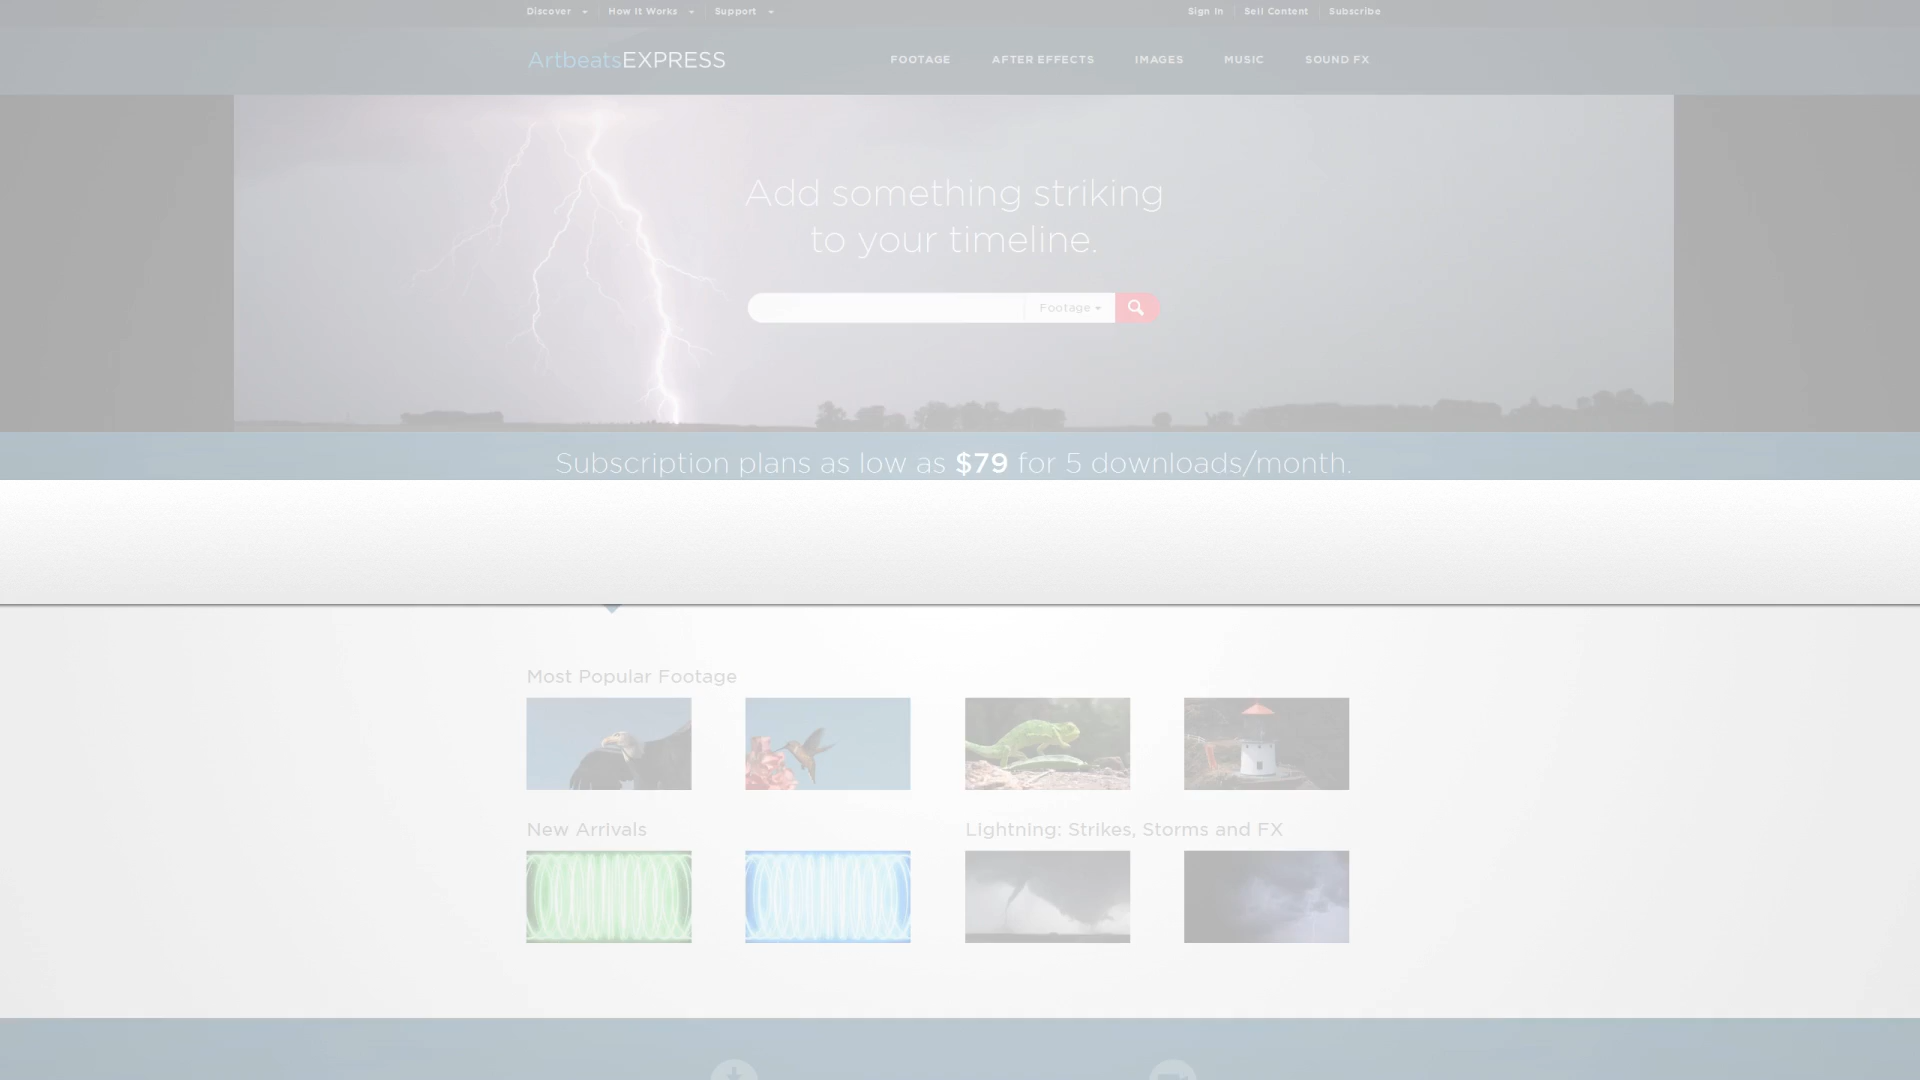 Discover How It Works Support Sign In Sell Content Subscribe
ArtbeatsEXPRESS FOOTAGE AFTER EFFECTS IMAGES MUSIC SOUND FX
Add something striking
to your timeline.
Footage
Subscription plans as low as $79 for 5 downloads/month.
Most Popular Footage
New Arrivals
Lightning: Strikes, Storms and FX